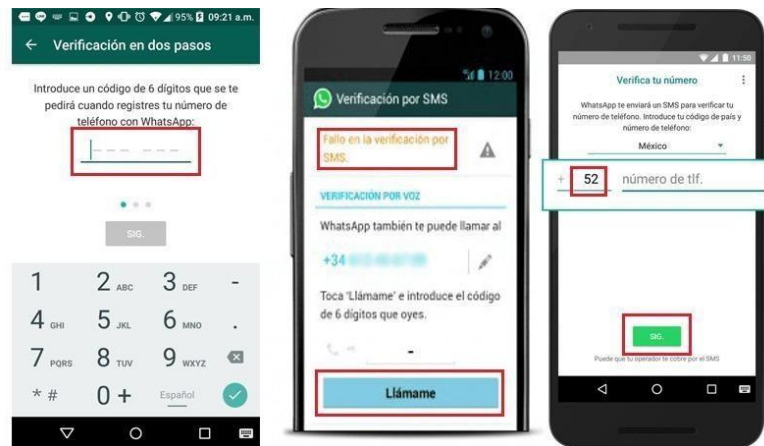 95% 09:21 a.m.
Verificación en dos pasos
Introduce un código de 6 dígitos que se te
pedirá cuando registres tu número de
teléfono con WhatsApp:
SIG.
1
2 ABC
3 DEF
-
4 GHI
5 JKL
6 MNO
.
7 PQRS
8 TUV
9 WXYZ
* #
0 +
Español
12:00
Verificación por SMS
Fallo en la verificación por
SMS.
VERIFICACIÓN POR VOZ
WhatsApp también te puede llamar al
+34
Toca 'Llámame' e introduce el código
de 6 dígitos que oyes.
-
Llámame
11:50
Verifica tu número
WhatsApp te enviará un SMS para verificar tu
número de teléfono. Introduce tu código de país y
número de teléfono:
México
+ 52 número de tlf.
SIG.
Puede que tu operador te cobre por el SMS